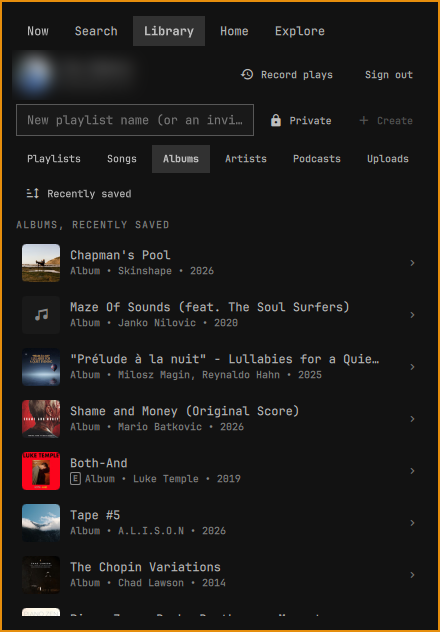 Now Search Library Home Explore
Record plays Sign out
New playlist name (or an invi… Private + Create
Playlists Songs Albums Artists Podcasts Uploads
Recently saved
ALBUMS, RECENTLY SAVED
Chapman's Pool
Album • Skinshape • 2026
Maze Of Sounds (feat. The Soul Surfers)
Album • Janko Nilovic • 2020
"Prélude à la nuit" - Lullabies for a Quie…
Album • Milosz Magin, Reynaldo Hahn • 2025
Shame and Money (Original Score)
Album • Mario Batkovic • 2026
LUKE TEMPLE
Both-And
E Album • Luke Temple • 2019
Tape #5
Album • A.L.I.S.O.N • 2026
The Chopin Variations
Album • Chad Lawson • 2014